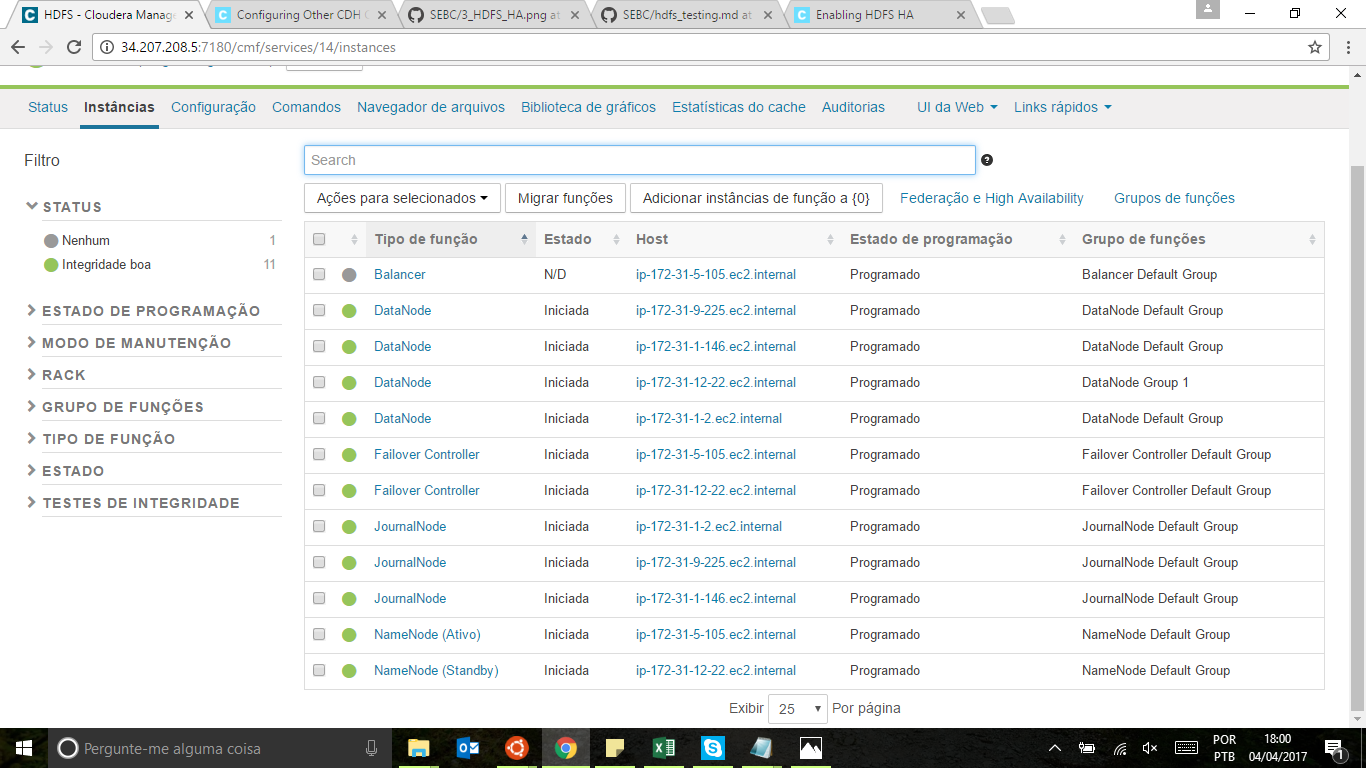 HDFS - Cloudera Manage
Configuring Other CDH
SEBC/3_HDFS_HA.png at
SEBC/hdfs_testing.md at
Enabling HDFS HA
34.207.208.5:7180/cmf/services/14/instances
Status Instâncias Configuração Comandos Navegador de arquivos Biblioteca de gráficos Estatísticas do cache Auditorias UI da Web Links rápidos
Filtro
Search
Ações para selecionados Migrar funções Adicionar instâncias de função a {0} Federação e High Availability Grupos de funções
STATUS
Nenhum 1
Integridade boa 11
ESTADO DE PROGRAMAÇÃO
MODO DE MANUTENÇÃO
RACK
GRUPO DE FUNÇÕES
TIPO DE FUNÇÃO
ESTADO
TESTES DE INTEGRIDADE
Tipo de função Estado Host Estado de programação Grupo de funções
Balancer N/D ip-172-31-5-105.ec2.internal Programado Balancer Default Group
DataNode Iniciada ip-172-31-9-225.ec2.internal Programado DataNode Default Group
DataNode Iniciada ip-172-31-1-146.ec2.internal Programado DataNode Default Group
DataNode Iniciada ip-172-31-12-22.ec2.internal Programado DataNode Group 1
DataNode Iniciada ip-172-31-1-2.ec2.internal Programado DataNode Default Group
Failover Controller Iniciada ip-172-31-5-105.ec2.internal Programado Failover Controller Default Group
Failover Controller Iniciada ip-172-31-12-22.ec2.internal Programado Failover Controller Default Group
JournalNode Iniciada ip-172-31-1-2.ec2.internal Programado JournalNode Default Group
JournalNode Iniciada ip-172-31-9-225.ec2.internal Programado JournalNode Default Group
JournalNode Iniciada ip-172-31-1-146.ec2.internal Programado JournalNode Default Group
NameNode (Ativo) Iniciada ip-172-31-5-105.ec2.internal Programado NameNode Default Group
NameNode (Standby) Iniciada ip-172-31-12-22.ec2.internal Programado NameNode Default Group
Exibir 25 Por página
Pergunte-me alguma coisa
POR
PTB
18:00
04/04/2017
1